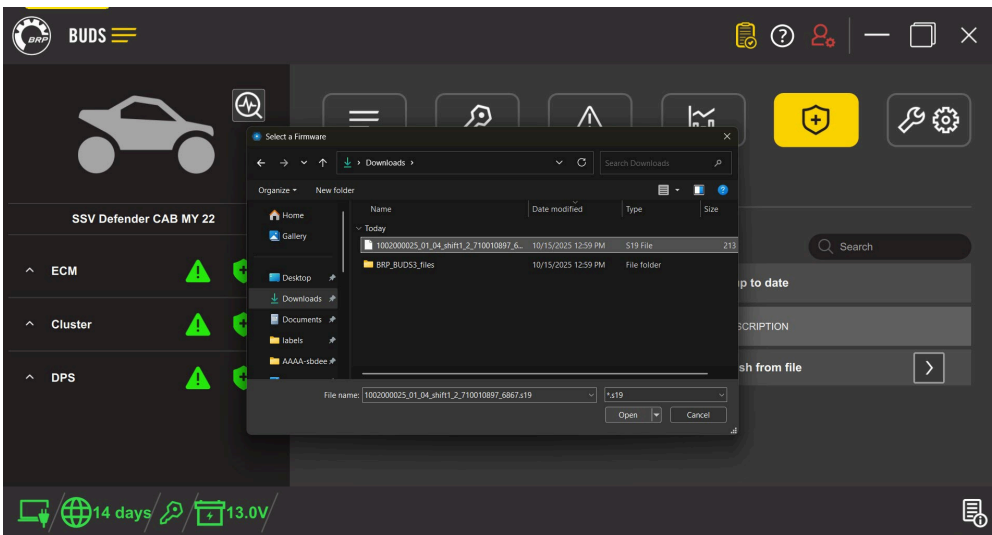 BRP BUDS
Select a Firmware
Downloads
Search Downloads
Organize
New folder
Home
Gallery
Desktop
Downloads
Documents
labels
AAAA-sbdee
Name Date modified Type Size
Today
1002000025_01_04_shift1_2_710010897_6... 10/15/2025 12:59 PM S19 File 213
BRP_BUDS3_files 10/15/2025 12:59 PM File folder
File name: 1002000025_01_04_shift1_2_710010897_6867.s19 *.s19
Open Cancel
SSV Defender CAB MY 22
ECM
Cluster
DPS
Search
up to date
SCRIPTION
sh from file
14 days 13.0V